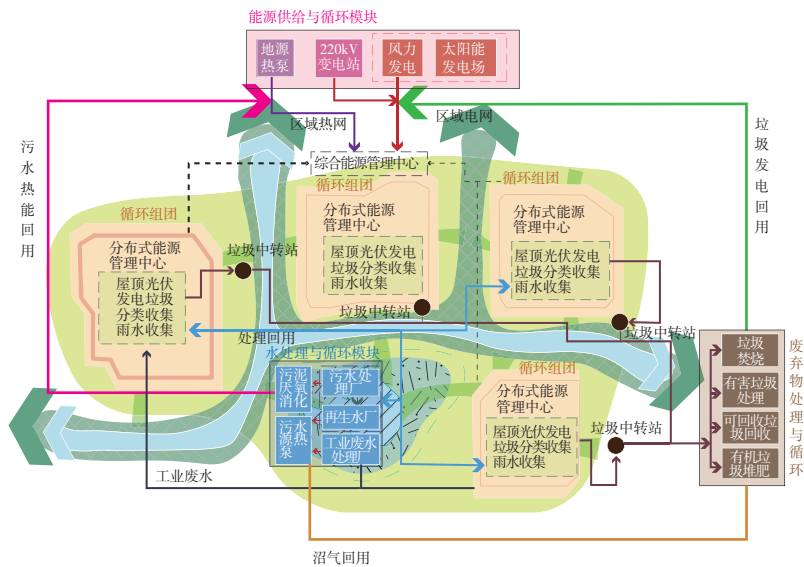 能源供给与循环模块
地源
热泵
220kV
变电站
风力
发电
太阳能
发电场
区域热网
区域电网
污水热能回用
垃圾发电回用
综合能源管理中心
循环组团
循环组团
循环组团
分布式能源
管理中心
屋顶光伏发电
垃圾分类收集
雨水收集
分布式能源
管理中心
屋顶光伏发电
垃圾分类收集
雨水收集
分布式能源
管理中心
屋顶光伏
发电垃圾
分类收集
雨水收集
垃圾中转站
垃圾中转站
垃圾中转站
处理回用
水处理与循环模块
污泥
厌氧
消化
污水处
理厂
再生水厂
污水
源热
泵
工业废水
处理厂
循环组团
分布式能源
管理中心
屋顶光伏发电
垃圾分类收集
雨水收集
垃圾中转站
垃圾
焚烧
有害垃圾
处理
可回收垃
圾回收
有机垃
圾堆肥
废弃物处理与循环
工业废水
沼气回用